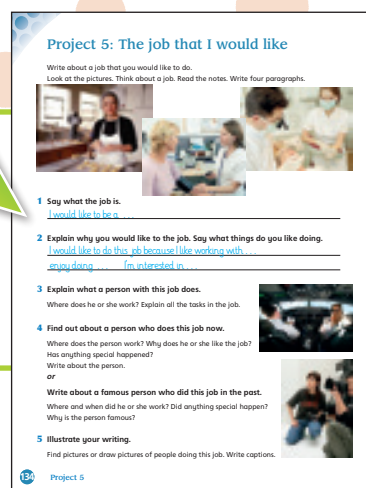 Project 5: The job that I would like
Write about a job that you would like to do.
Look at the pictures. Think about a job. Read the notes. Write four paragraphs.
1 Say what the job is.
I would like to be a ...
2 Explain why you would like to the job. Say what things do you like doing.
I would like to do this job because I like working with ...
enjoy doing ... I'm interested in ...
3 Explain what a person with this job does.
Where does he or she work? Explain all the tasks in the job.
4 Find out about a person who does this job now.
Where does the person work? Why does he or she like the job?
Has anything special happened?
Write about the person.
or
Write about a famous person who did this job in the past.
Where and when did he or she work? Did anything special happen?
Why is the person famous?
5 Illustrate your writing.
Find pictures or draw pictures of people doing this job. Write captions.
134 Project 5